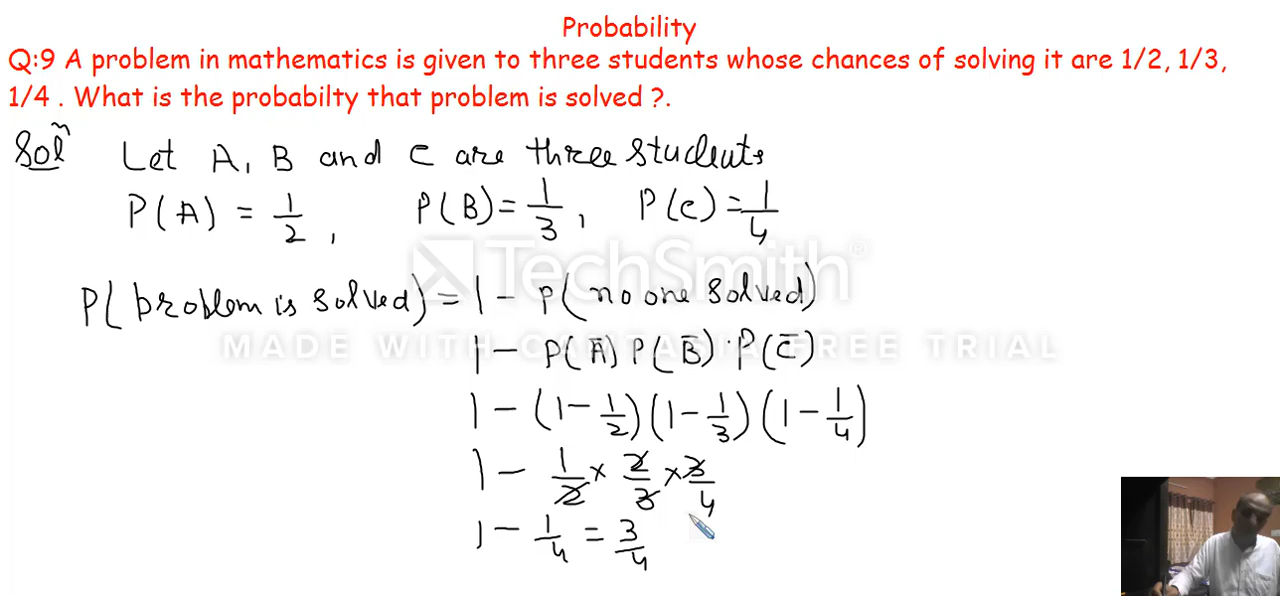 Probability
Q:9 A problem in mathematics is given to three students whose chances of solving it are 1/2, 1/3,
1/4 . What is the probabilty that problem is solved ?.
Solñ Let A, B and C are three students
P(A) = 1/2, P(B) = 1/3, P(C) = 1/4
TechSmith®
P(problem is solved) = 1 - P(no one solved)
MADE WITH CAMTASIA FREE TRIAL
1 - P(A̅) P(B̅) · P(C̅)
1 - (1 - 1/2) (1 - 1/3) (1 - 1/4)
1 - 1/2 × 2/3 × 3/4
1 - 1/4 = 3/4